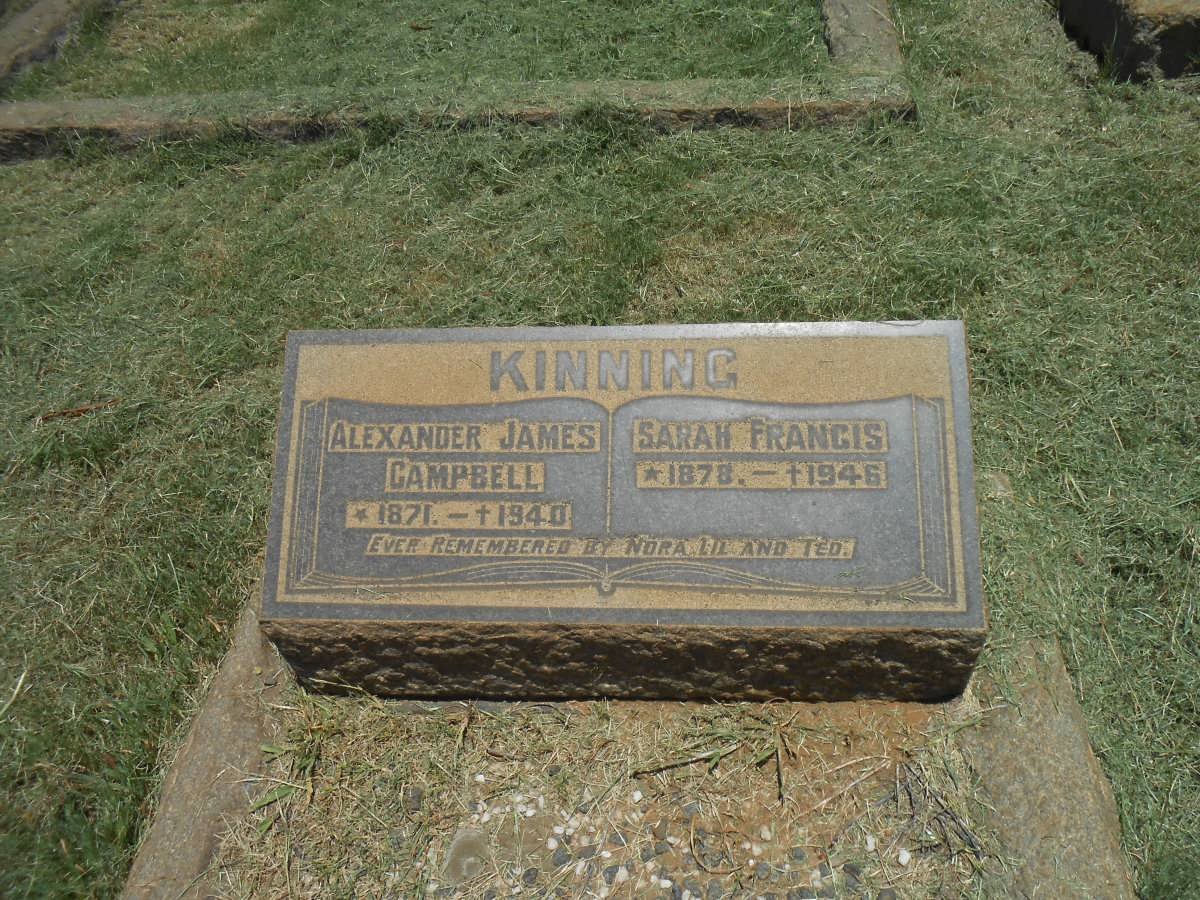 KINNING
ALEXANDER JAMES
CAMPBELL
★1871. – †1940
SARAH FRANCIS
★1878. – †1946
EVER REMEMBERED BY NORA, LIL AND TED.